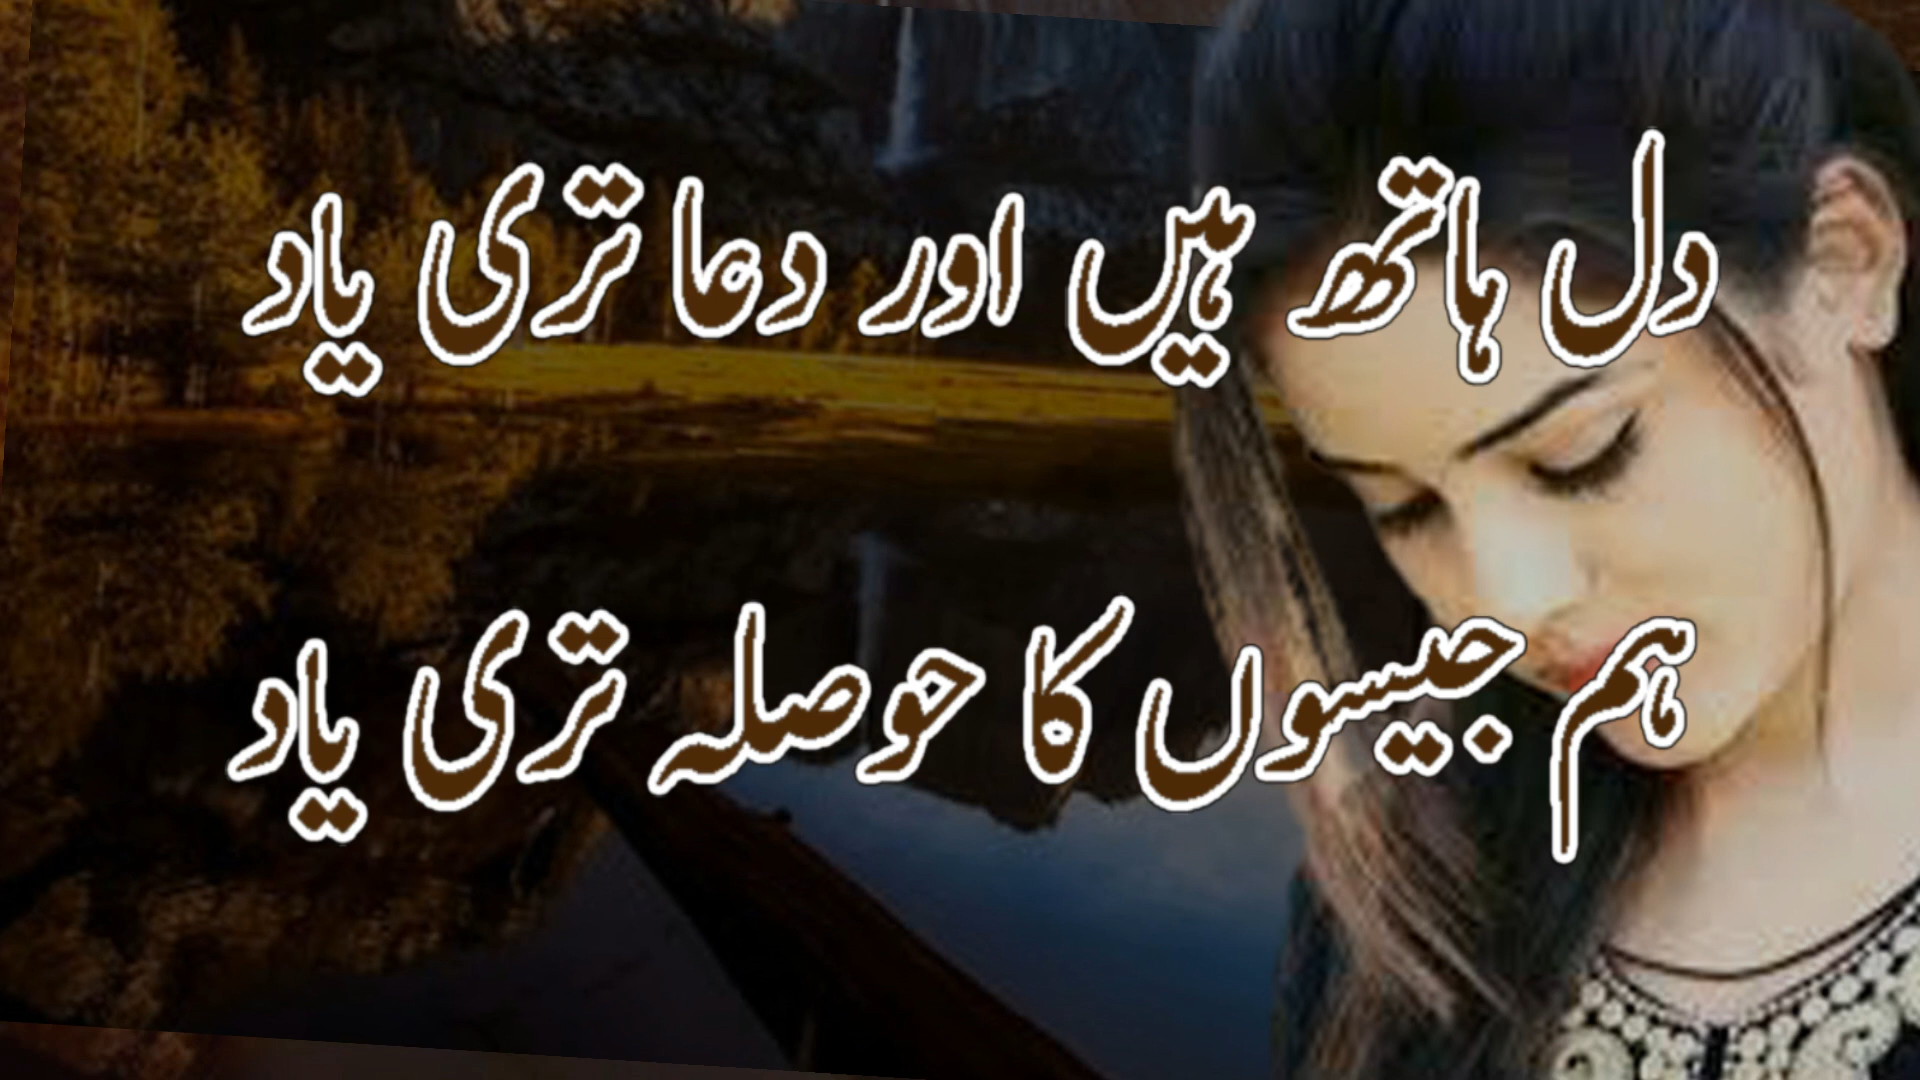 دل ہاتھ ہیں اور دعا تری یاد
ہم جیسوں کا حوصلہ تری یاد